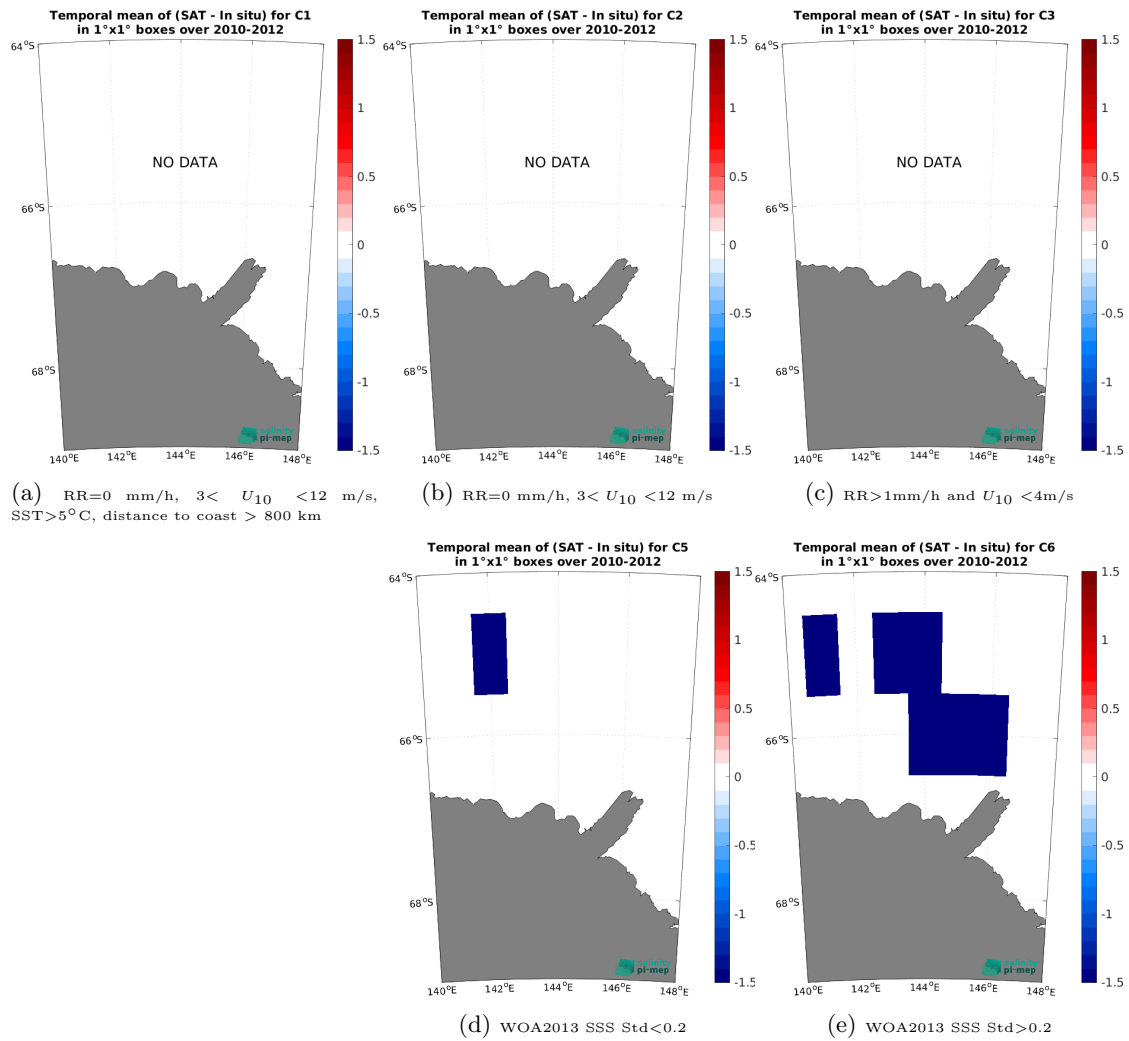 Temporal mean of (SAT - In situ) for C1
in 1°x1° boxes over 2010-2012
64°S
66°S
68°S
140°E
142°E
144°E
146°E
148°E
NO DATA
1.5
1
0.5
0
-0.5
-1
-1.5
salinity
pi-mep
(a) RR=0 mm/h, 3< U10 <12 m/s,
SST>5°C, distance to coast > 800 km
Temporal mean of (SAT - In situ) for C2
in 1°x1° boxes over 2010-2012
64°S
66°S
68°S
140°E
142°E
144°E
146°E
148°E
NO DATA
1.5
1
0.5
0
-0.5
-1
-1.5
salinity
pi-mep
(b) RR=0 mm/h, 3< U10 <12 m/s
Temporal mean of (SAT - In situ) for C3
in 1°x1° boxes over 2010-2012
64°S
66°S
68°S
140°E
142°E
144°E
146°E
148°E
NO DATA
1.5
1
0.5
0
-0.5
-1
-1.5
salinity
pi-mep
(c) RR>1mm/h and U10 <4m/s
Temporal mean of (SAT - In situ) for C5
in 1°x1° boxes over 2010-2012
64°S
66°S
68°S
140°E
142°E
144°E
146°E
148°E
1.5
1
0.5
0
-0.5
-1
-1.5
salinity
pi-mep
(d) WOA2013 SSS Std<0.2
Temporal mean of (SAT - In situ) for C6
in 1°x1° boxes over 2010-2012
64°S
66°S
68°S
140°E
142°E
144°E
146°E
148°E
1.5
1
0.5
0
-0.5
-1
-1.5
salinity
pi-mep
(e) WOA2013 SSS Std>0.2